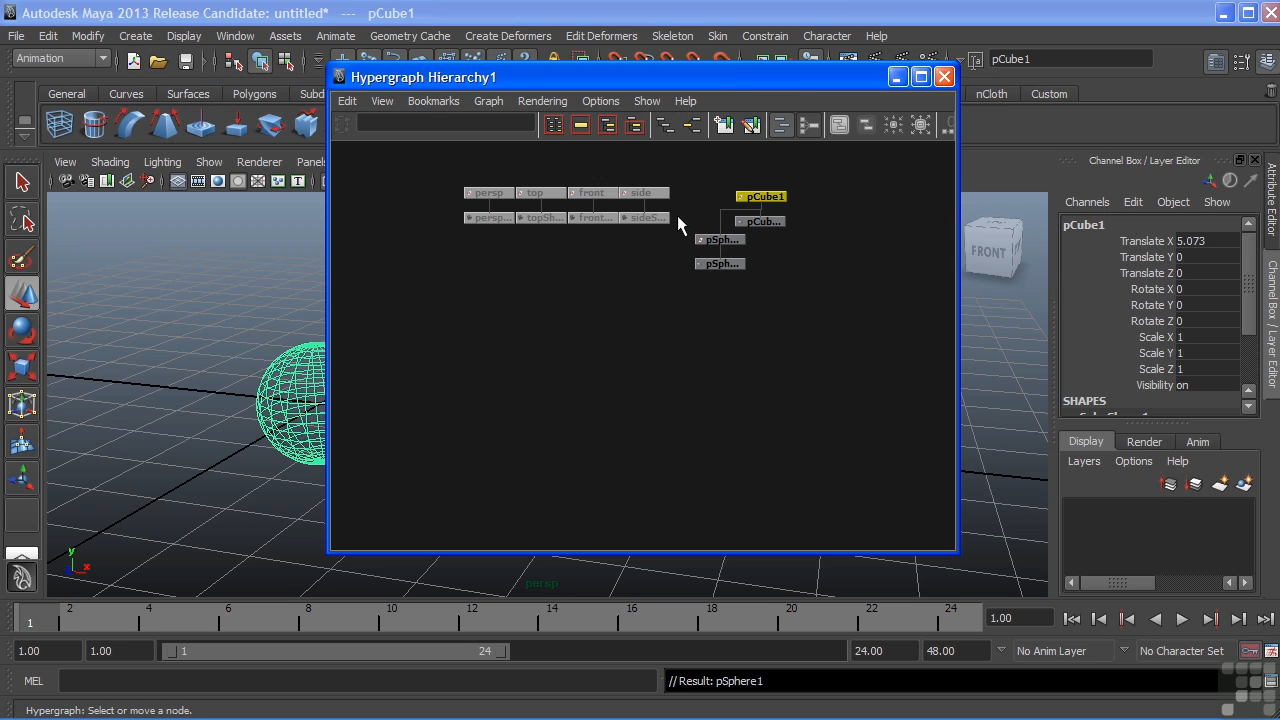 Autodesk Maya 2013 Release Candidate: untitled* --- pCube1
File Edit Modify Create Display Window Assets Animate Geometry Cache Create Deformers Edit Deformers Skeleton Skin Constrain Character Help
Animation
pCube1
Hypergraph Hierarchy1
General Curves Surfaces Polygons Subd
nCloth Custom
Edit View Bookmarks Graph Rendering Options Show Help
View Shading Lighting Show Renderer Panels
Channel Box / Layer Editor
Attribute Editor
Channel Box / Layer Editor
persp top front side
pCube1
persp... topSh... front... sideS...
pCub...
pSph...
pSph...
Channels Edit Object Show
pCube1
Translate X 5.073
Translate Y 0
Translate Z 0
Rotate X 0
Rotate Y 0
Rotate Z 0
Scale X 1
Scale Y 1
Scale Z 1
Visibility on
SHAPES
FRONT
Display Render Anim
Layers Options Help
y
x
persp
1 2 4 6 8 10 12 14 16 18 20 22 24
1.00
1.00 1.00 1 24 24.00 48.00 No Anim Layer No Character Set
MEL // Result: pSphere1
Hypergraph: Select or move a node.